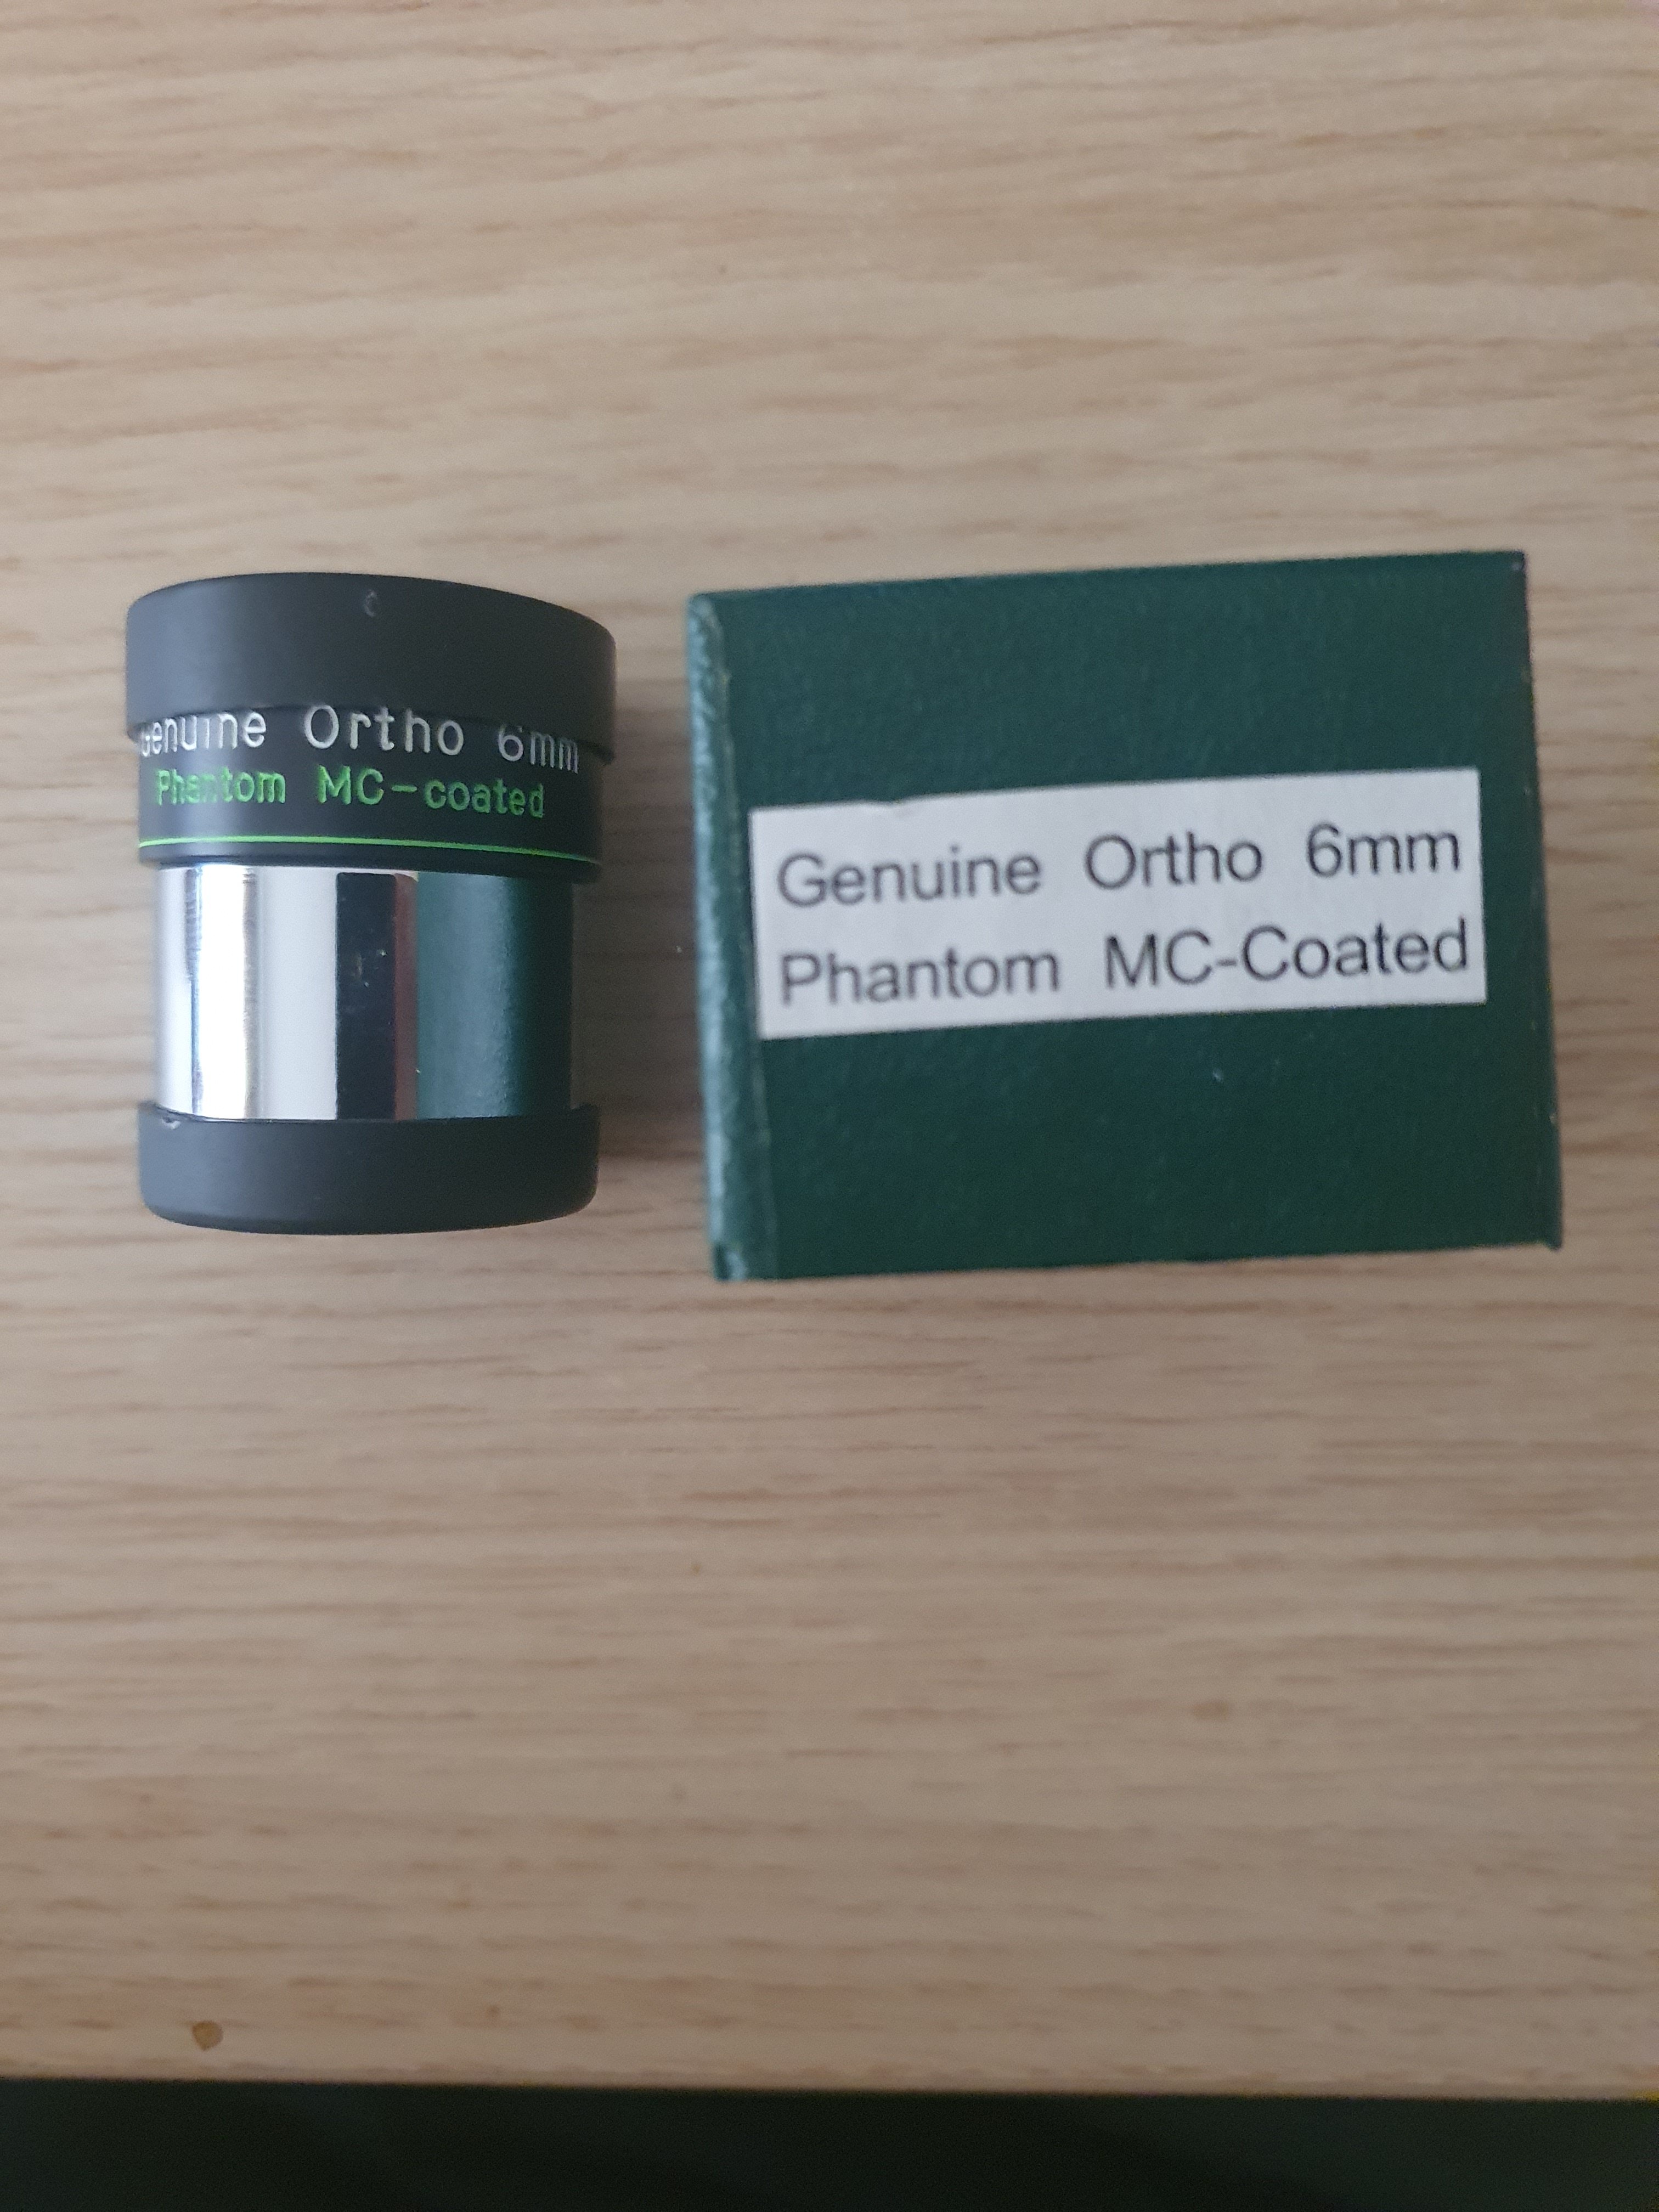 Genuine Ortho 6mm
Phantom MC-coated
Genuine Ortho 6mm
Phantom MC-Coated